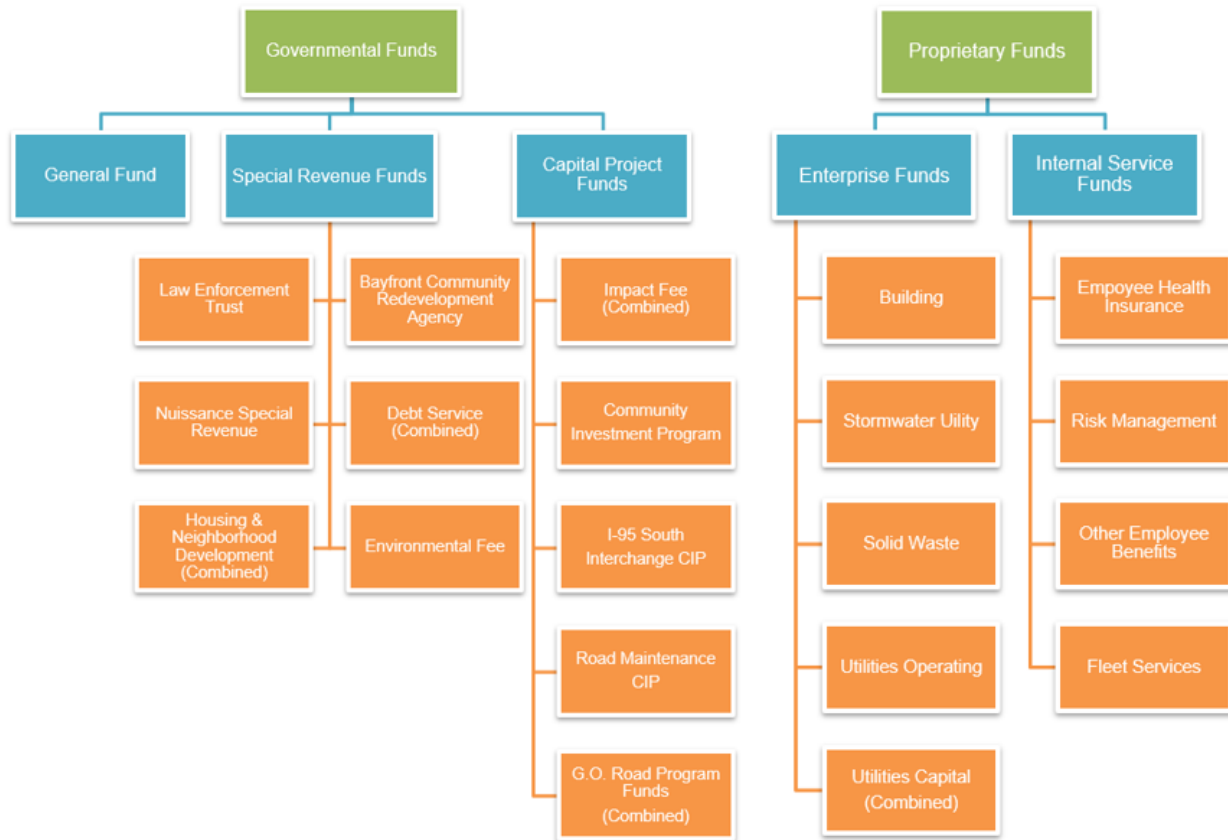 Governmental Funds
Proprietary Funds
General Fund
Special Revenue Funds
Capital Project
Funds
Enterprise Funds
Internal Service
Funds
Law Enforcement
Trust
Bayfront Community
Redevelopment
Agency
Impact Fee
(Combined)
Building
Empoyee Health
Insurance
Nuissance Special
Revenue
Debt Service
(Combined)
Community
Investment Program
Stormwater Uility
Risk Management
Housing &
Neighborhood
Development
(Combined)
Environmental Fee
I-95 South
Interchange CIP
Solid Waste
Other Employee
Benefits
Road Maintenance
CIP
Utilities Operating
Fleet Services
G.O. Road Program
Funds
(Combined)
Utilities Capital
(Combined)